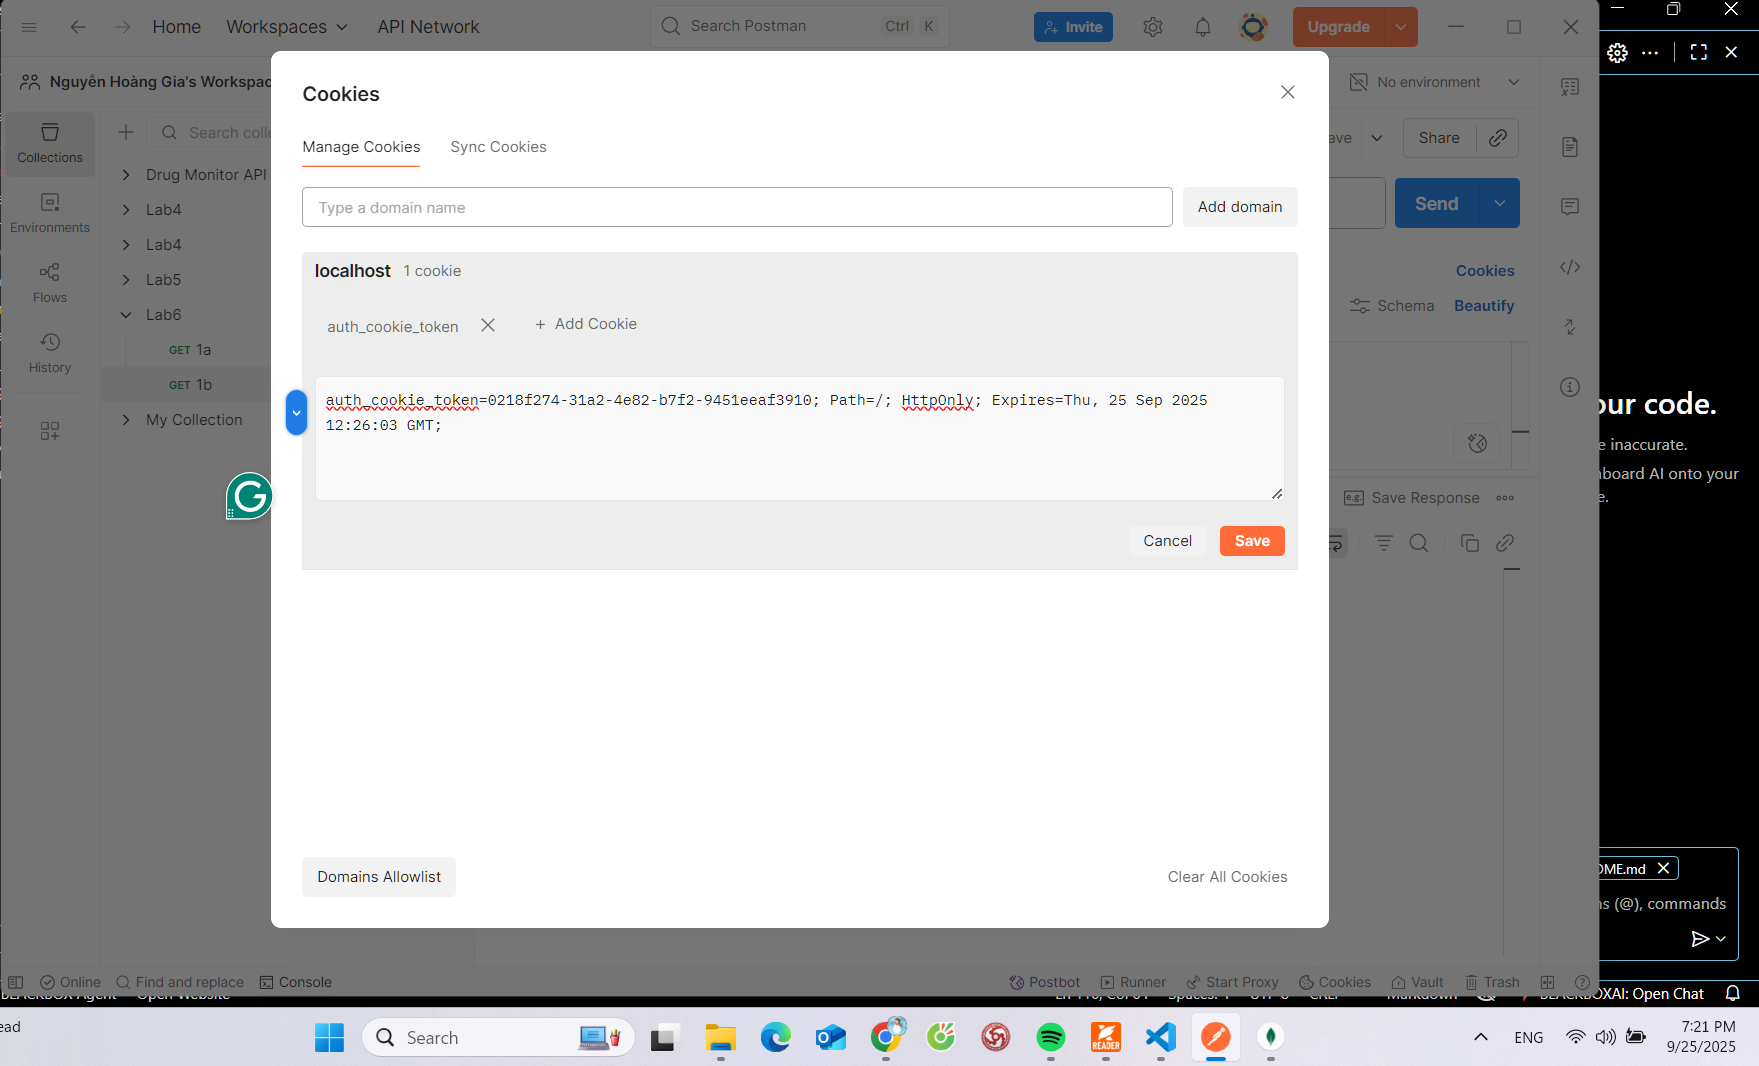 Home
Workspaces
API Network
Search Postman
Ctrl
K
Invite
Upgrade
Nguyễn Hoàng Gia's Workspac
No environment
Collections
Environments
Flows
History
Search colle
Drug Monitor API
Lab4
Lab4
Lab5
Lab6
GET 1a
GET 1b
My Collection
Share
Send
Cookies
Schema
Beautify
Save Response
Cookies
Manage Cookies
Sync Cookies
Type a domain name
Add domain
localhost 1 cookie
auth_cookie_token
+ Add Cookie
auth_cookie_token=0218f274-31a2-4e82-b7f2-9451eeaf3910; Path=/; HttpOnly; Expires=Thu, 25 Sep 2025
12:26:03 GMT;
Cancel
Save
Domains Allowlist
Clear All Cookies
our code.
e inaccurate.
nboard AI onto your
e.
OME.md
ns (@), commands
Online
Find and replace
Console
Postbot
Runner
Start Proxy
Cookies
Vault
Trash
BLACKBOXAI: Open Chat
ead
Search
READER
ENG
7:21 PM
9/25/2025